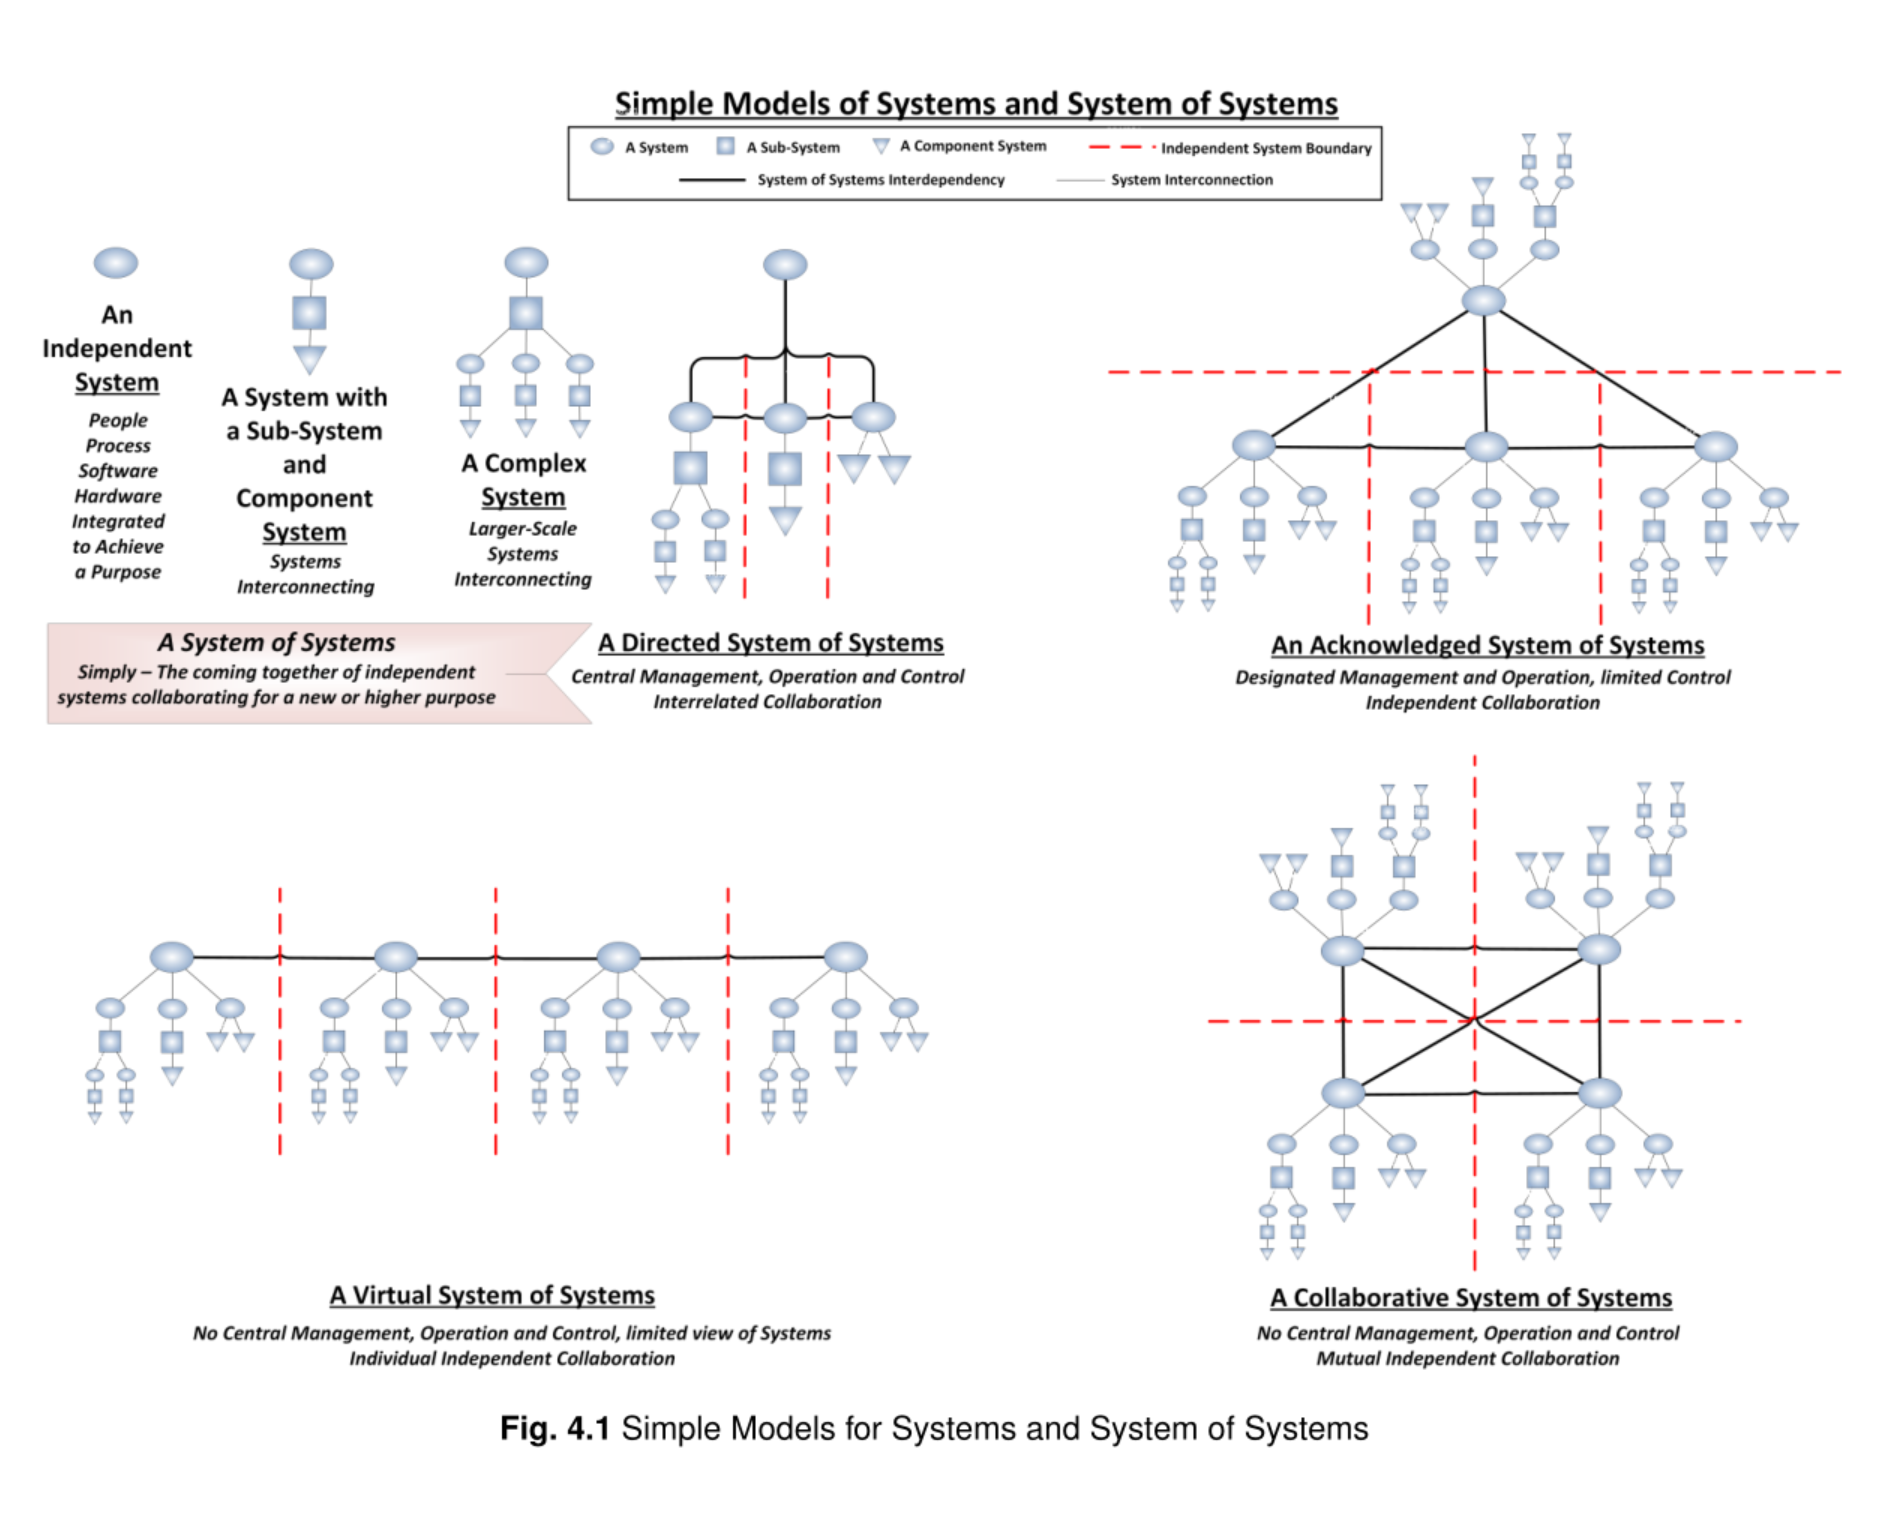 Simple Models of Systems and System of Systems
A System
A Sub-System
A Component System
Independent System Boundary
System of Systems Interdependency
System Interconnection
An
Independent
System
People
Process
Software
Hardware
Integrated
to Achieve
a Purpose
A System with
a Sub-System
and
Component
System
Systems
Interconnecting
A Complex
System
Larger-Scale
Systems
Interconnecting
A System of Systems
Simply – The coming together of independent
systems collaborating for a new or higher purpose
A Directed System of Systems
Central Management, Operation and Control
Interrelated Collaboration
An Acknowledged System of Systems
Designated Management and Operation, limited Control
Independent Collaboration
A Virtual System of Systems
No Central Management, Operation and Control, limited view of Systems
Individual Independent Collaboration
A Collaborative System of Systems
No Central Management, Operation and Control
Mutual Independent Collaboration
Fig. 4.1 Simple Models for Systems and System of Systems